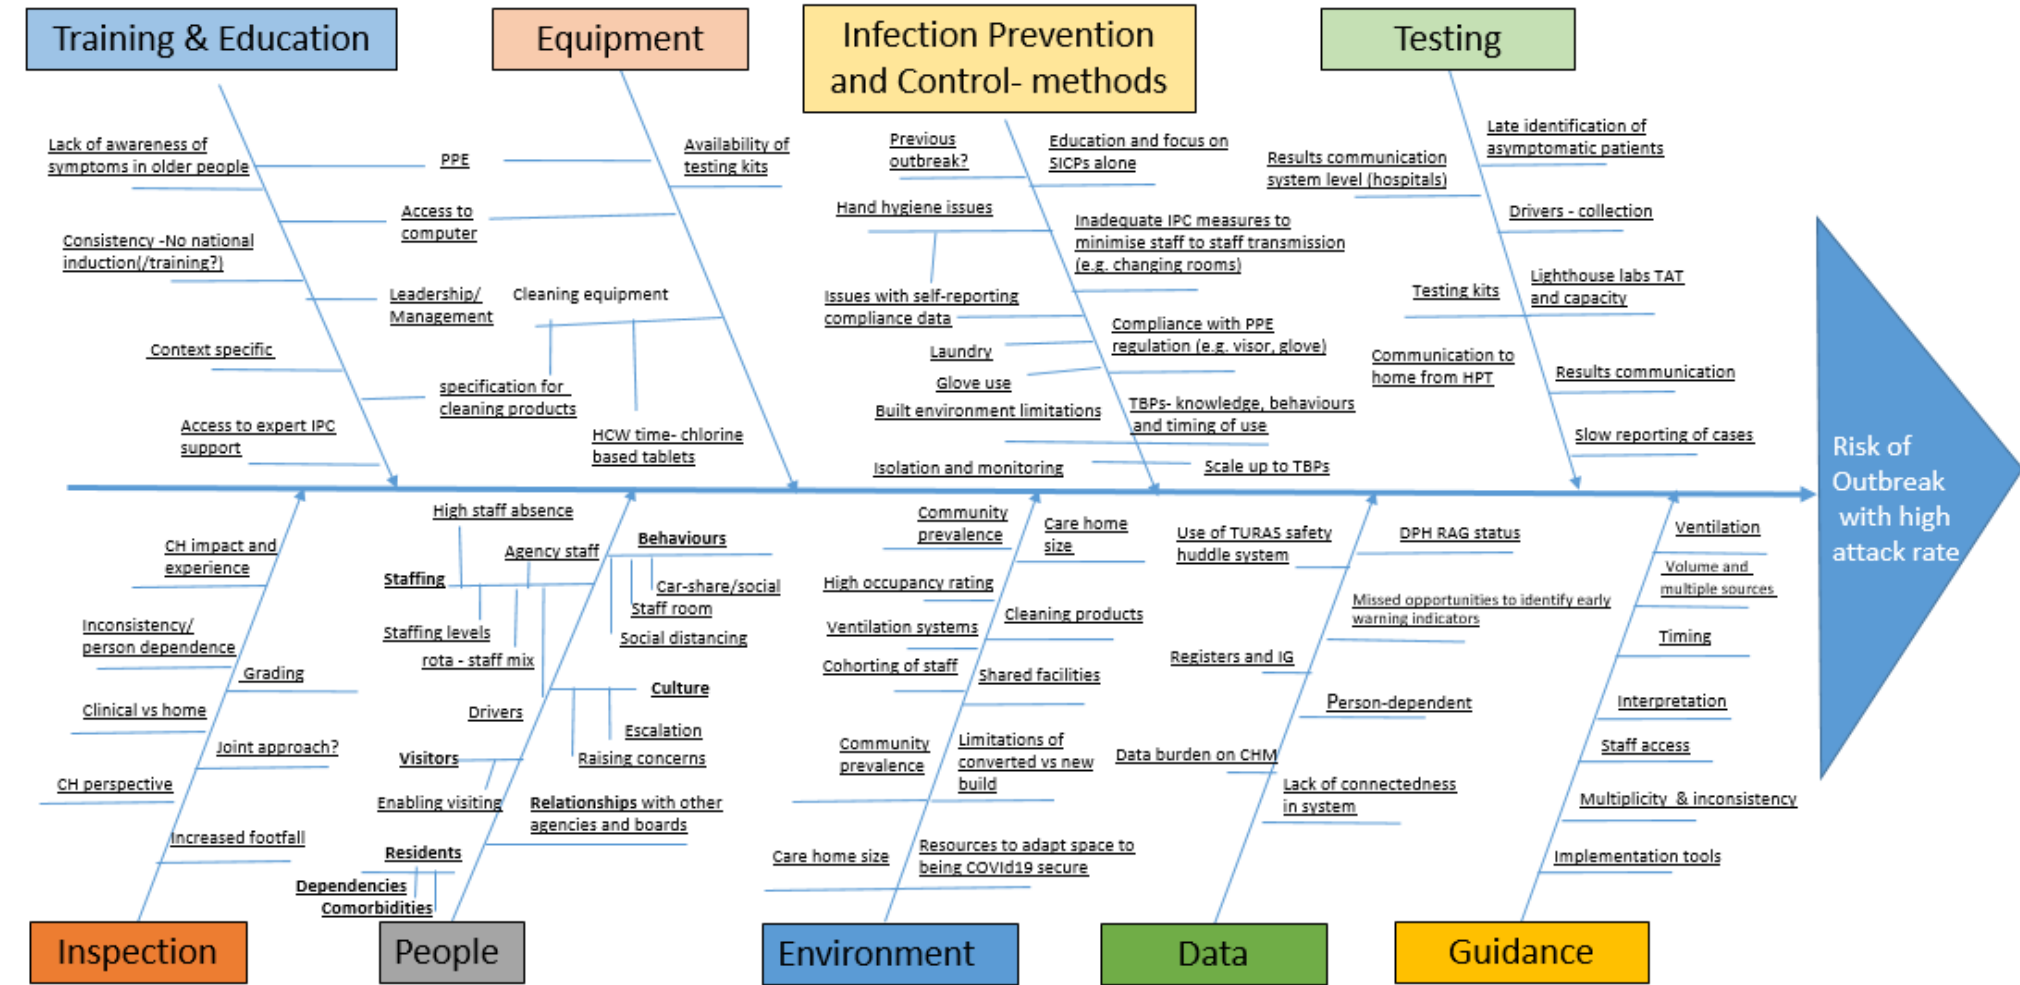 Training & Education
Equipment
Infection Prevention
and Control- methods
Testing
Lack of awareness of
symptoms in older people
PPE
Access to
computer
Consistency -No national
induction(/training?)
Leadership/
Management
Context specific
specification for
cleaning products
Access to expert IPC
support
Availability of
testing kits
Cleaning equipment
HCW time- chlorine
based tablets
Previous
outbreak?
Education and focus on
SICPs alone
Hand hygiene issues
Inadequate IPC measures to
minimise staff to staff transmission
(e.g. changing rooms)
Issues with self-reporting
compliance data
Compliance with PPE
regulation (e.g. visor, glove)
Laundry
Glove use
Built environment limitations
TBPs- knowledge, behaviours
and timing of use
Isolation and monitoring
Scale up to TBPs
Late identification of
asymptomatic patients
Results communication
system level (hospitals)
Drivers - collection
Testing kits
Lighthouse labs TAT
and capacity
Communication to
home from HPT
Results communication
Slow reporting of cases
Risk of
Outbreak
with high
attack rate
CH impact and
experience
Inconsistency/
person dependence
Grading
Clinical vs home
Joint approach?
CH perspective
Increased footfall
High staff absence
Agency staff
Behaviours
Staffing
Car-share/social
Staff room
Social distancing
Staffing levels
rota - staff mix
Culture
Drivers
Escalation
Raising concerns
Visitors
Enabling visiting
Relationships with other
agencies and boards
Residents
Dependencies
Comorbidities
Community
prevalence
Care home
size
High occupancy rating
Cleaning products
Ventilation systems
Cohorting of staff
Shared facilities
Community
prevalence
Limitations of
converted vs new
build
Care home size
Resources to adapt space to
being COVId19 secure
Use of TURAS safety
huddle system
DPH RAG status
Missed opportunities to identify early
warning indicators
Registers and IG
Person-dependent
Data burden on CHM
Lack of connectedness
in system
Ventilation
Volume and
multiple sources
Timing
Interpretation
Staff access
Multiplicity & inconsistency
Implementation tools
Inspection
People
Environment
Data
Guidance